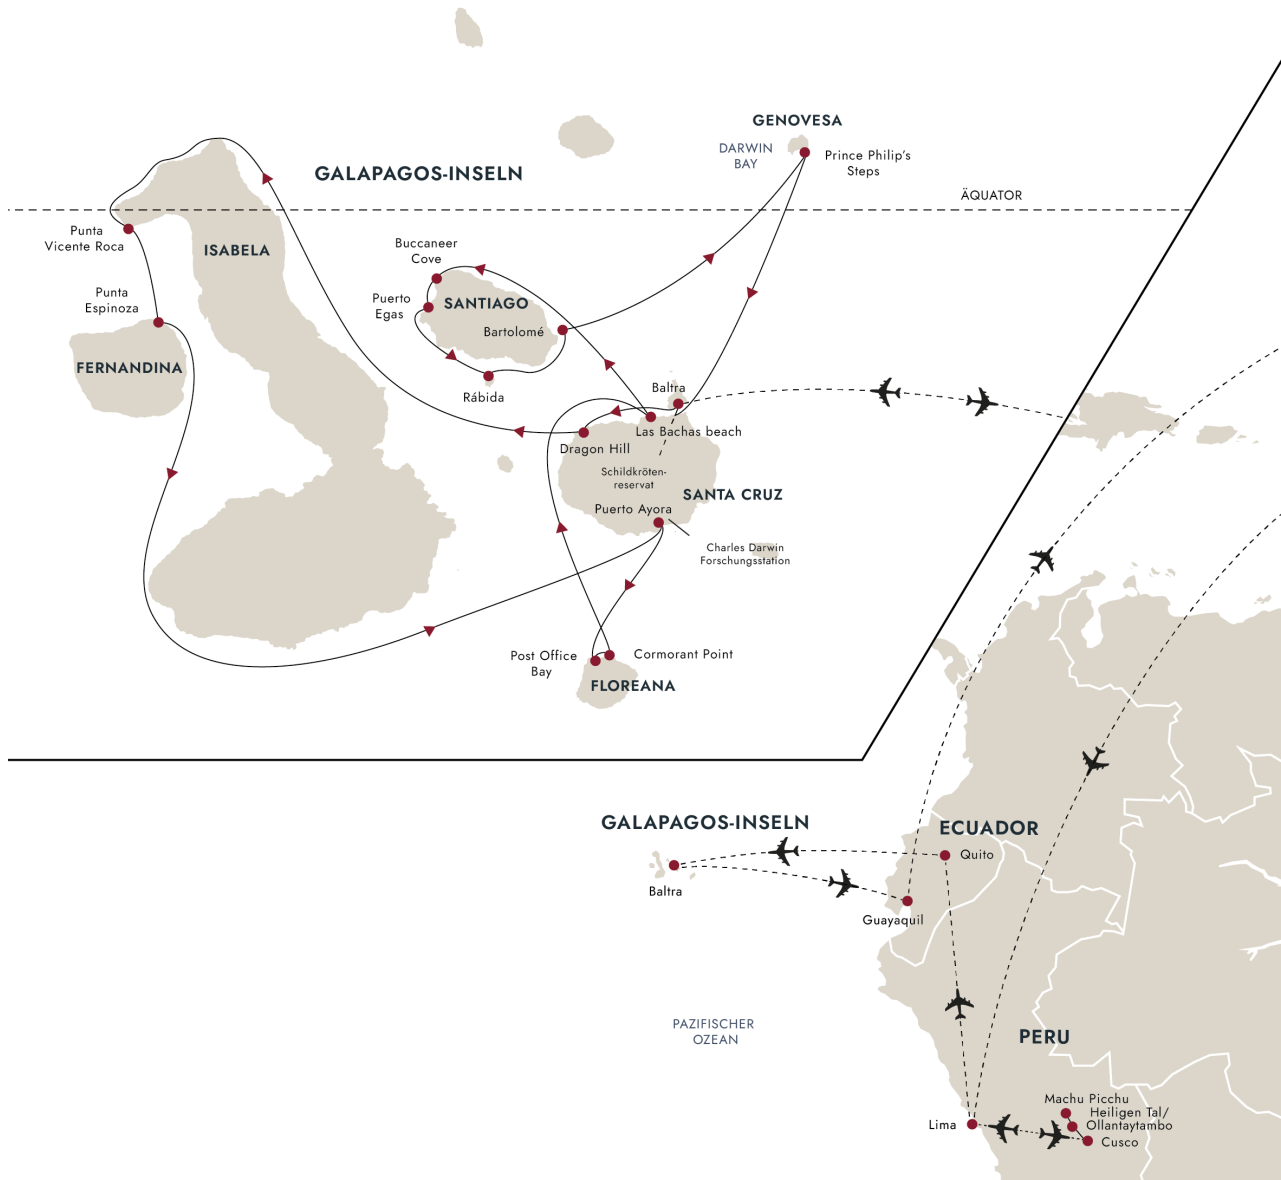 GENOVESA
DARWIN
BAY
Prince Philip's
Steps
GALAPAGOS-INSELN
ÄQUATOR
Punta
Vicente Roca
ISABELA
Buccaneer
Cove
Punta
Espinoza
Puerto
Egas
SANTIAGO
Bartolomé
FERNANDINA
Rábida
Baltra
Las Bachas beach
Dragon Hill
Schildkröten-
reservat
SANTA CRUZ
Puerto Ayora
Charles Darwin
Forschungsstation
Post Office
Bay
Cormorant Point
FLOREANA
GALAPAGOS-INSELN
ECUADOR
Quito
Baltra
Guayaquil
PAZIFISCHER
OZEAN
PERU
Machu Picchu
Heiligen Tal/
Ollantaytambo
Lima
Cusco